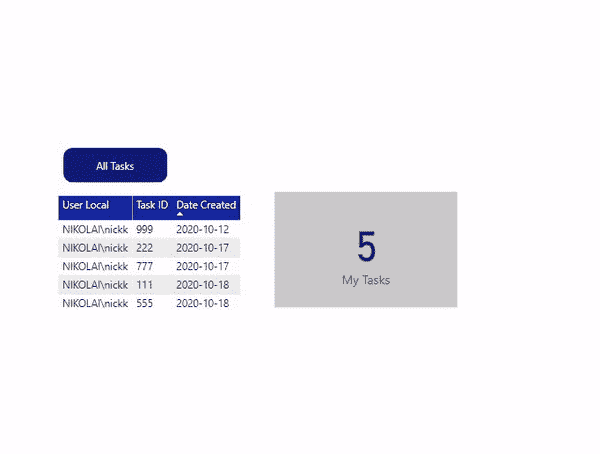 All Tasks
User Local Task ID Date Created
NIKOLAI\nickk 999 2020-10-12
NIKOLAI\nickk 222 2020-10-17
NIKOLAI\nickk 777 2020-10-17
NIKOLAI\nickk 111 2020-10-18
NIKOLAI\nickk 555 2020-10-18
5
My Tasks